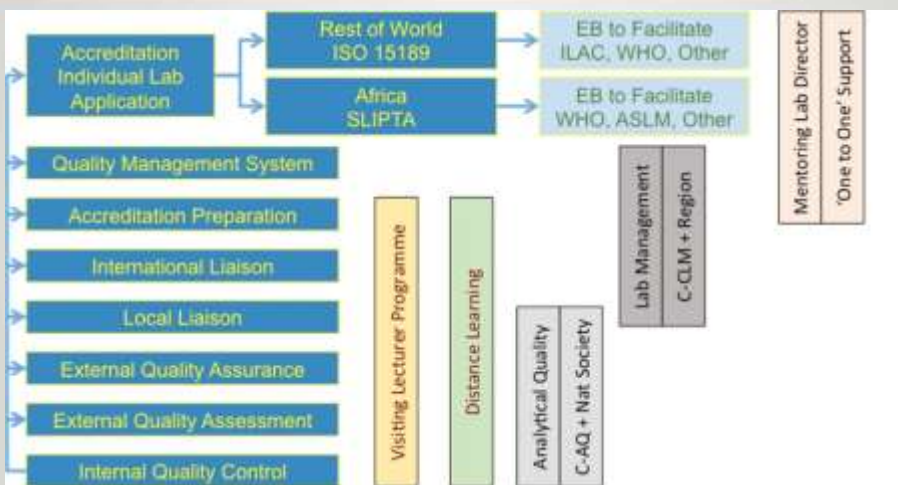 Accreditation
Individual Lab
Application
Rest of World
ISO 15189
EB to Facilitate
ILAC, WHO, Other
Africa
SLIPTA
EB to Facilitate
WHO, ASLM, Other
Quality Management System
Accreditation Preparation
International Liaison
Local Liaison
External Quality Assurance
External Quality Assessment
Internal Quality Control
Visiting Lecturer Programme
Distance Learning
Analytical Quality
C-AQ + Nat Society
Lab Management
C-CLM + Region
Mentoring Lab Director
'One to One' Support